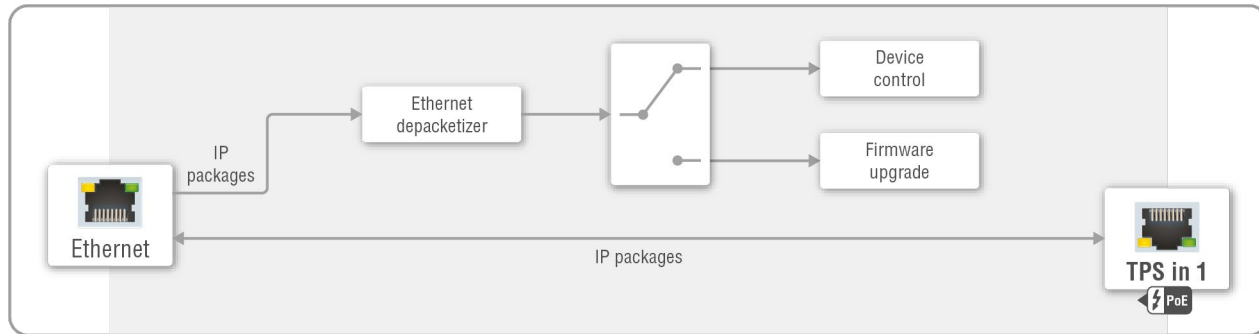 Device
control
Ethernet
depacketizer
IP
packages
Firmware
upgrade
Ethernet
IP packages
TPS in 1
PoE